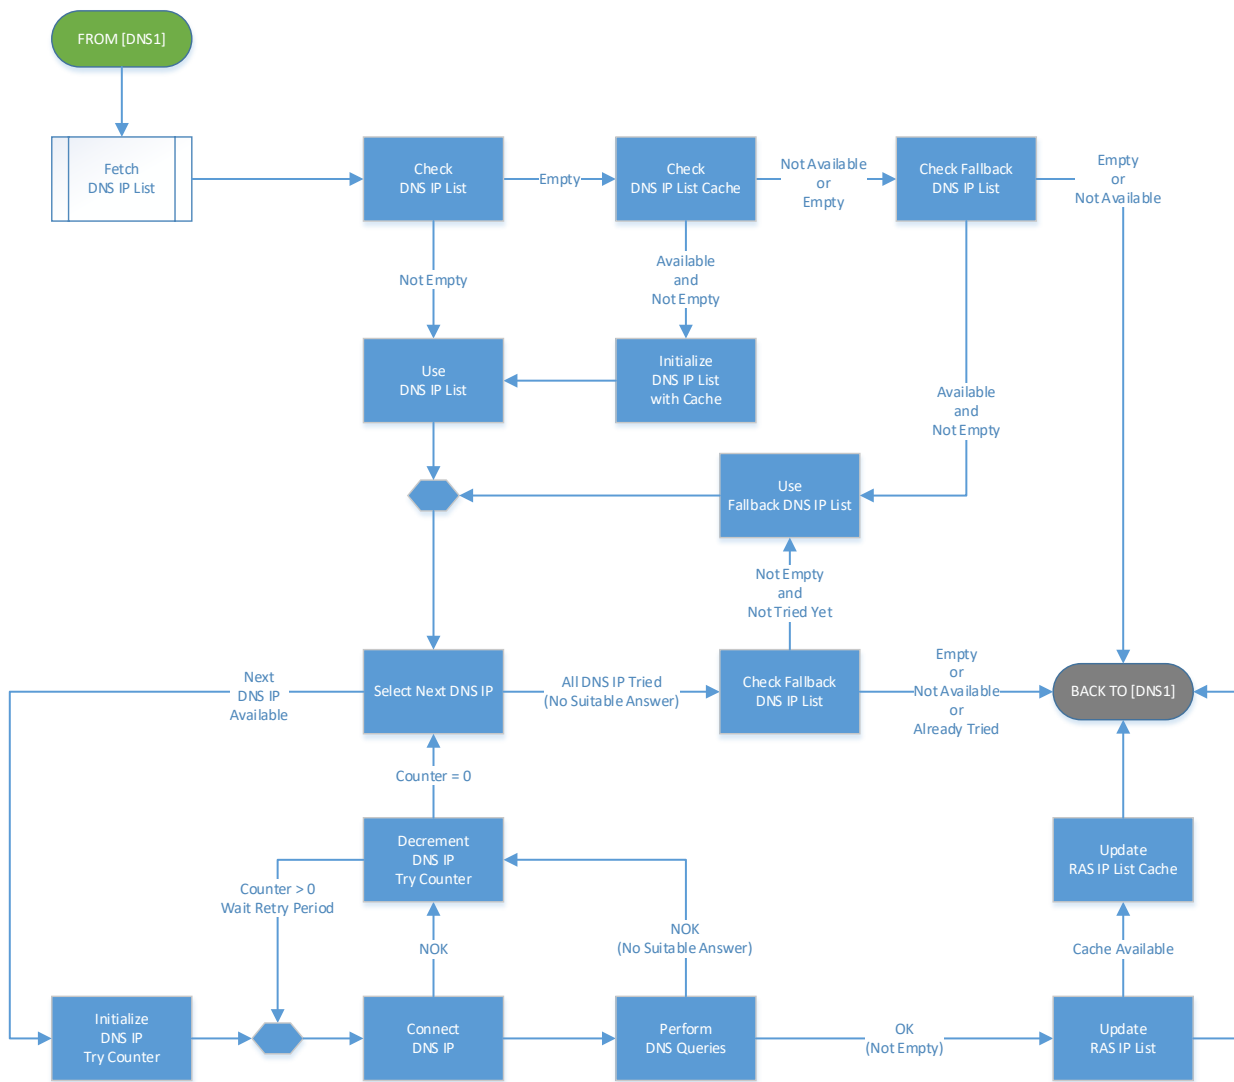 FROM [DNS1]
Fetch
DNS IP List
Check
DNS IP List
Empty
Check
DNS IP List Cache
Not Available
or
Empty
Check Fallback
DNS IP List
Empty
or
Not Available
Not Empty
Available
and
Not Empty
Use
DNS IP List
Initialize
DNS IP List
with Cache
Available
and
Not Empty
Use
Fallback DNS IP List
Not Empty
and
Not Tried Yet
Next
DNS IP
Available
Select Next DNS IP
All DNS IP Tried
(No Suitable Answer)
Check Fallback
DNS IP List
Empty
or
Not Available
or
Already Tried
BACK TO [DNS1]
Counter = 0
Decrement
DNS IP
Try Counter
Update
RAS IP List Cache
Counter > 0
Wait Retry Period
NOK
NOK
(No Suitable Answer)
Cache Available
Initialize
DNS IP
Try Counter
Connect
DNS IP
Perform
DNS Queries
OK
(Not Empty)
Update
RAS IP List